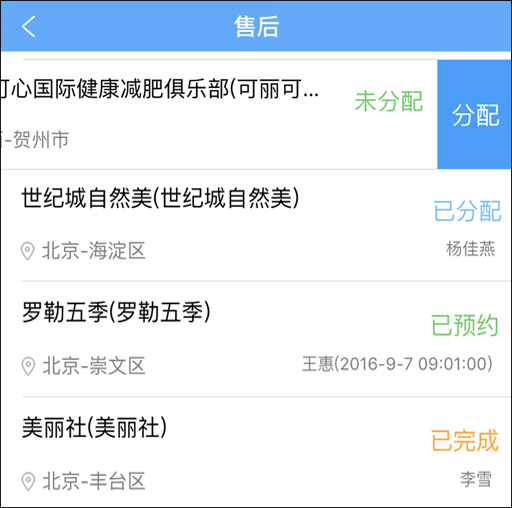 售后
心国际健康减肥俱乐部(可丽可...
未分配
分配
-贺州市
世纪城自然美(世纪城自然美)
已分配
北京-海淀区
杨佳燕
罗勒五季(罗勒五季)
已预约
北京-崇文区
王惠(2016-9-7 09:01:00)
美丽社(美丽社)
已完成
北京-丰台区
李雪